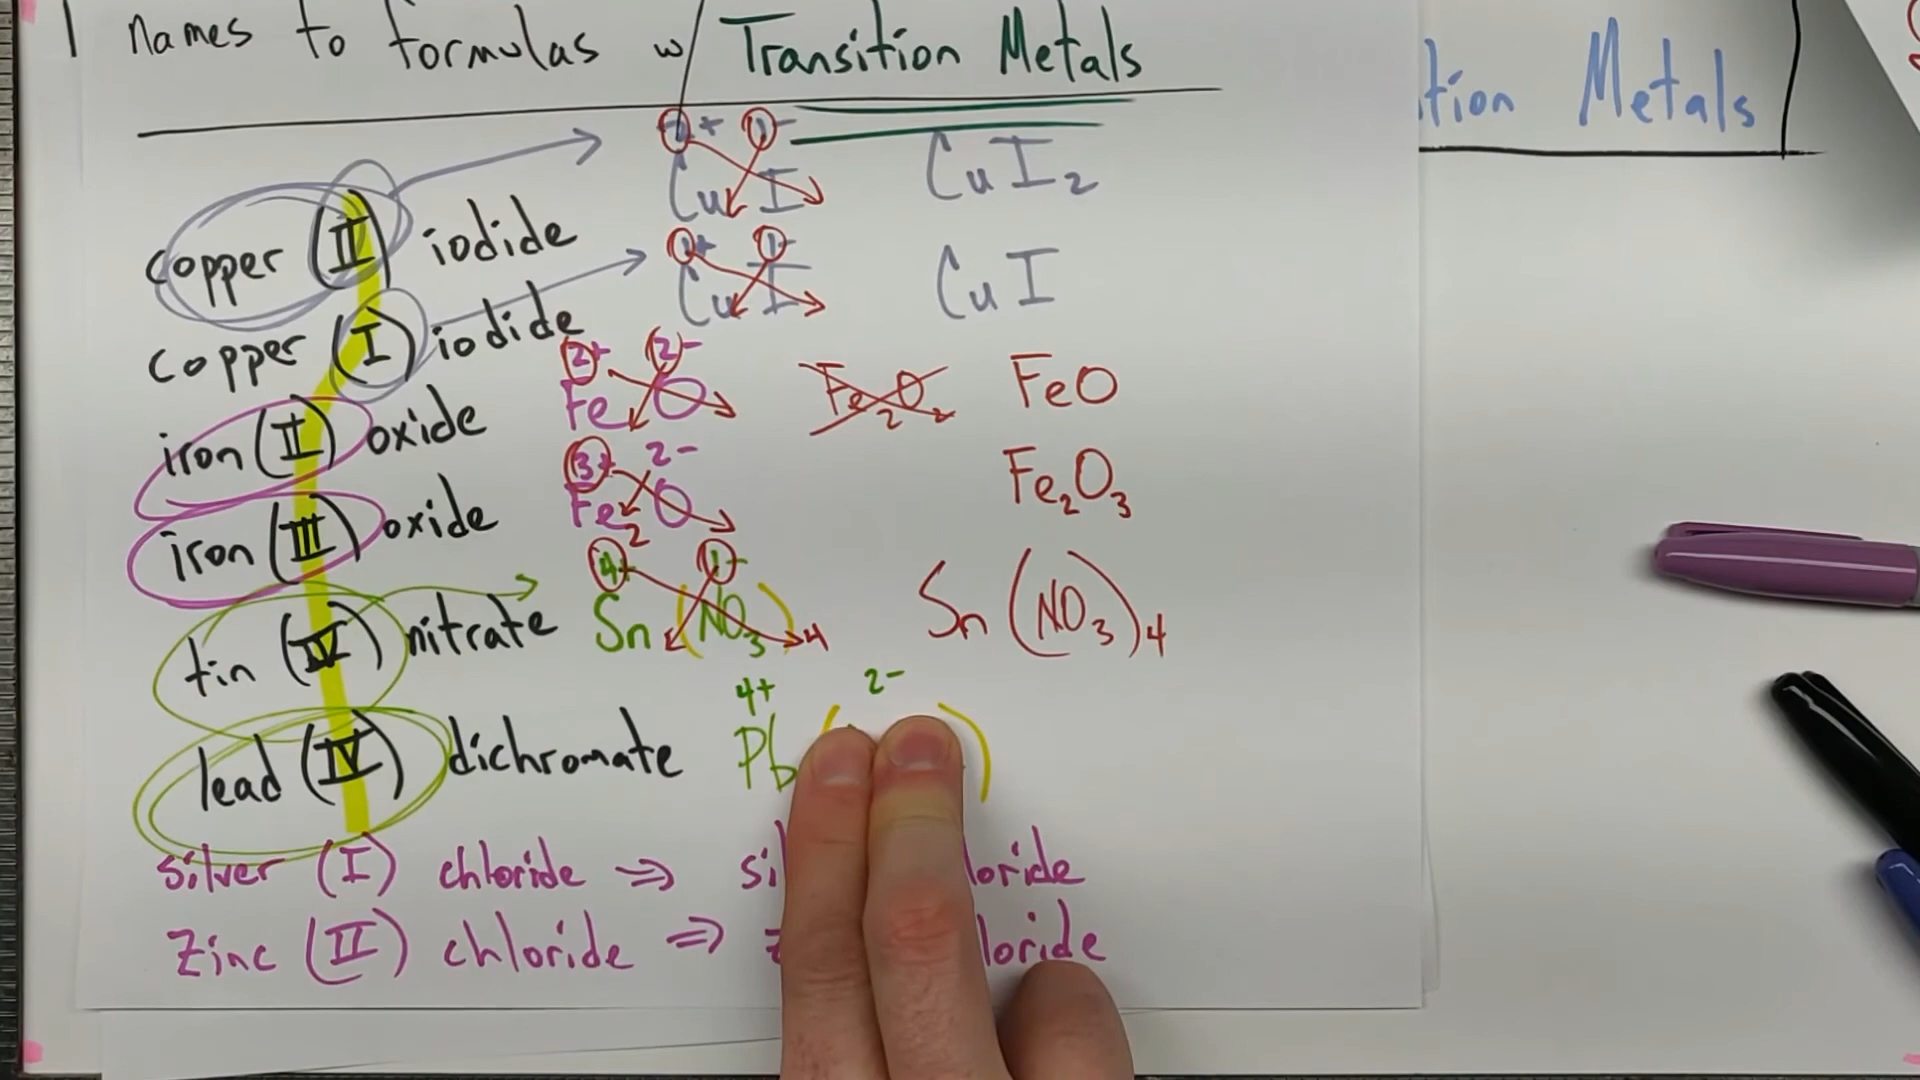 Names to formulas w/ Transition Metals
tion Metals
copper (II) iodide Cu I CuI2
copper (I) iodide 1+ 1- Cu I CuI
iron (II) oxide 2+ 2- Fe O Fe2O2 FeO
iron (III) oxide 3+ 2- Fe2 O Fe2O3
tin (IV) nitrate 4+ 1- Sn (NO3)4 Sn(NO3)4
lead (IV) dichromate 4+ 2- Pb ( )
silver (I) chloride ⇒
zinc (II) chloride ⇒